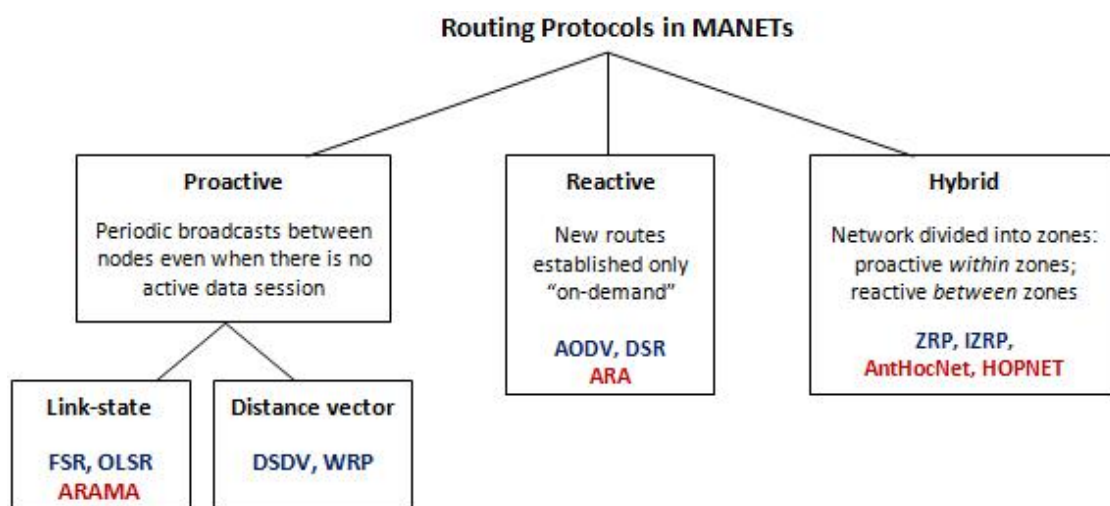 Routing Protocols in MANETs
Proactive
Periodic broadcasts between
nodes even when there is no
active data session
Reactive
New routes
established only
“on-demand”
AODV, DSR
ARA
Hybrid
Network divided into zones:
proactive within zones;
reactive between zones
ZRP, IZRP,
AntHocNet, HOPNET
Link-state
FSR, OLSR
ARAMA
Distance vector
DSDV, WRP